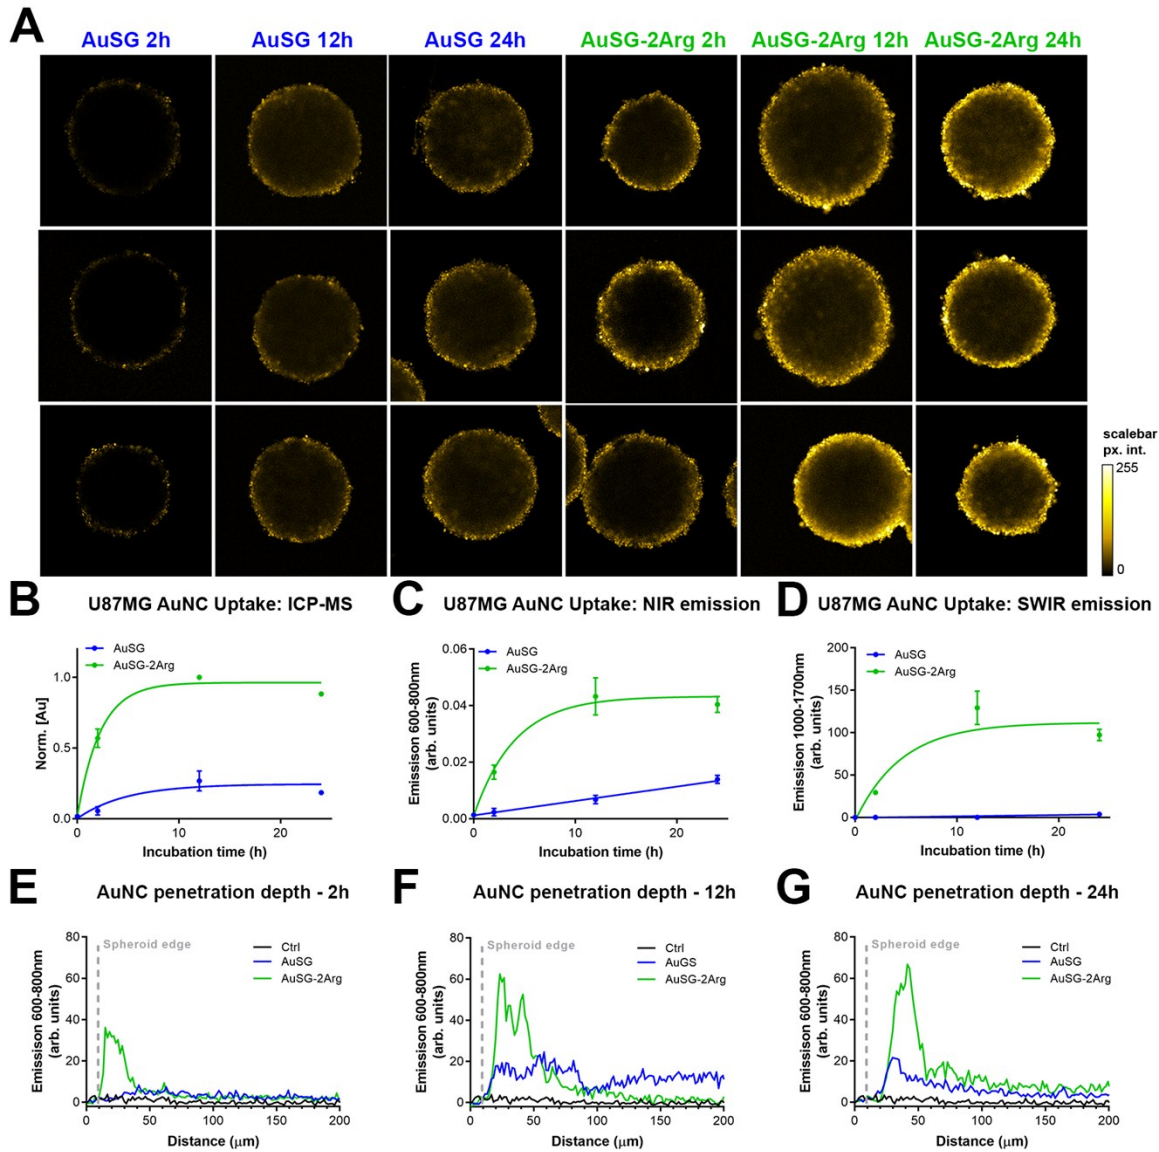 A
AuSG 2h
AuSG 12h
AuSG 24h
AuSG-2Arg 2h
AuSG-2Arg 12h
AuSG-2Arg 24h
scalebar
px. int.
255
0
B
U87MG AuNC Uptake: ICP-MS
AuSG
AuSG-2Arg
Norm. [Au]
1.0
0.5
0.0
0
10
20
Incubation time (h)
C
U87MG AuNC Uptake: NIR emission
AuSG
AuSG-2Arg
Emissison 600-800nm
(arb. units)
0.06
0.04
0.02
0.00
0
10
20
Incubation time (h)
D
U87MG AuNC Uptake: SWIR emission
AuSG
AuSG-2Arg
Emissison 1000-1700nm
(arb. units)
200
150
100
50
0
0
10
20
Incubation time (h)
E
AuNC penetration depth - 2h
Spheroid edge
Ctrl
AuSG
AuSG-2Arg
Emissison 600-800nm
(arb. units)
80
60
40
20
0
0
50
100
150
200
Distance (μm)
F
AuNC penetration depth - 12h
Spheroid edge
Ctrl
AuGS
AuSG-2Arg
Emissison 600-800nm
(arb. units)
80
60
40
20
0
0
50
100
150
200
Distance (μm)
G
AuNC penetration depth - 24h
Spheroid edge
Ctrl
AuSG
AuSG-2Arg
Emissison 600-800nm
(arb. units)
80
60
40
20
0
0
50
100
150
200
Distance (μm)